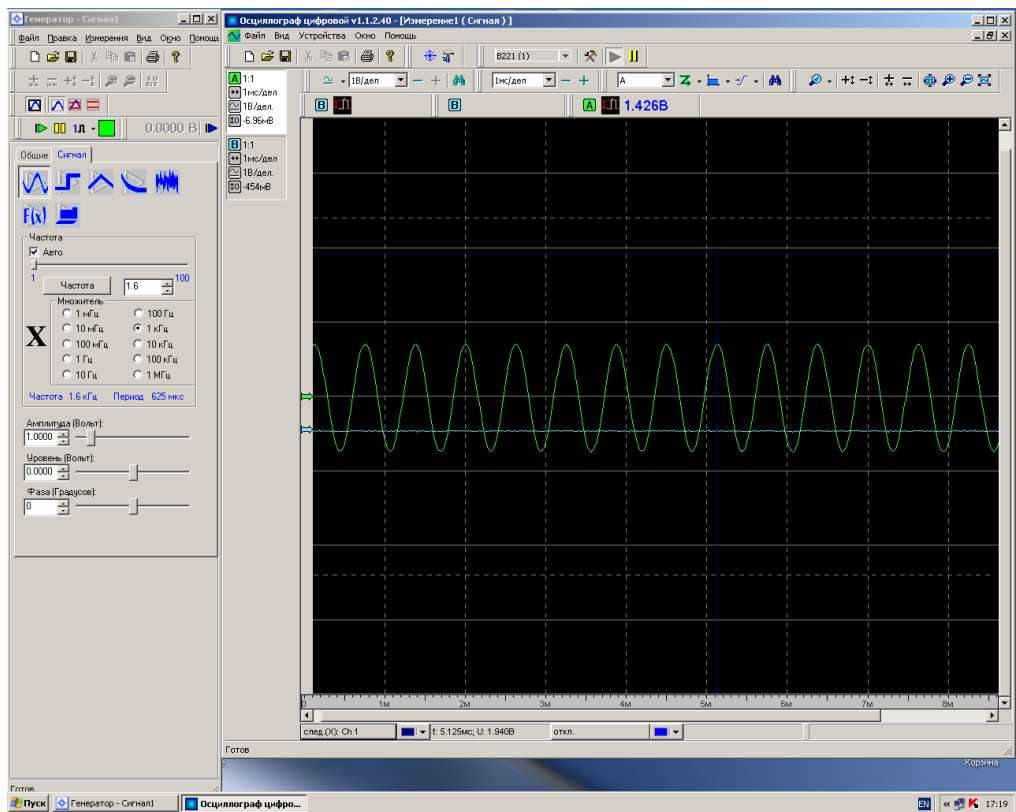 Генератор - Сигнал1
Файл Правка Измерения Вид Окно Помощь
0.0000 В
Общие Сигнал
F(x)
Частота
Авто
1 100
Частота 1.6
Множитель
X
1 мГц 100 Гц
10 мГц 1 кГц
100 мГц 10 кГц
1 Гц 100 кГц
10 Гц 1 МГц
Частота 1.6 кГц Период 625 мкс
Амплитуда (Вольт):
1.0000
Уровень (Вольт):
0.0000
Фаза (Градусов):
0
Готов
Осциллограф цифровой v1.1.2.40 - [Измерение1 ( Сигнал ) ]
Файл Вид Устройства Окно Помощь
B221 (1)
A 1:1
1мс/дел
1В/дел.
-6.96мВ
B 1:1
1мс/дел
1В/дел.
-454мВ
1В/дел 1мс/дел A
B B A 1.426В
0 1м 2м 3м 4м 5м 6м 7м 8м
след.(X): Ch 1 t: 5.125мс; U: 1.940В откл.
Готов
Корзина
Пуск Генератор - Сигнал1 Осциллограф цифро... EN « 17:19